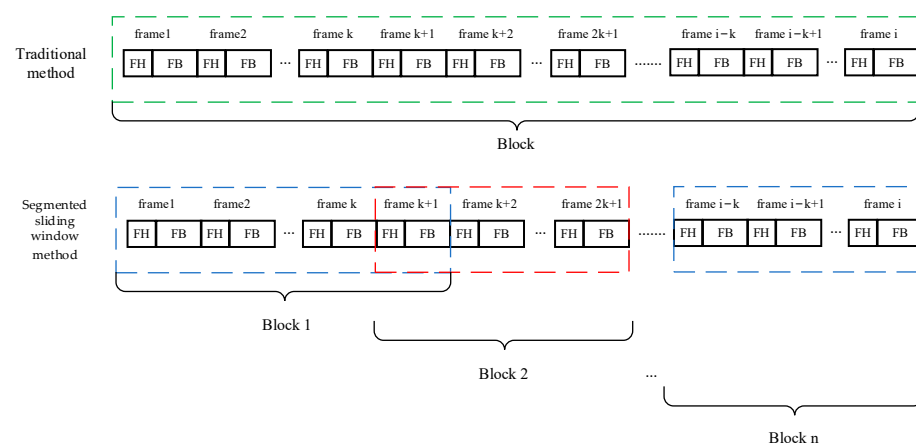 frame1 frame2 frame k frame k+1 frame k+2 frame 2k+1 frame i−k frame i−k+1 frame i
Traditional
method
FH FB FH FB ... FH FB FH FB FH FB ... FH FB ....... FH FB FH FB ... FH FB
Block
Segmented
sliding
window
method
frame1 frame2 frame k frame k+1 frame k+2 frame 2k+1 frame i−k frame i−k+1 frame i
FH FB FH FB ... FH FB FH FB FH FB ... FH FB ....... FH FB FH FB ... FH FB
Block 1
Block 2 ...
Block n